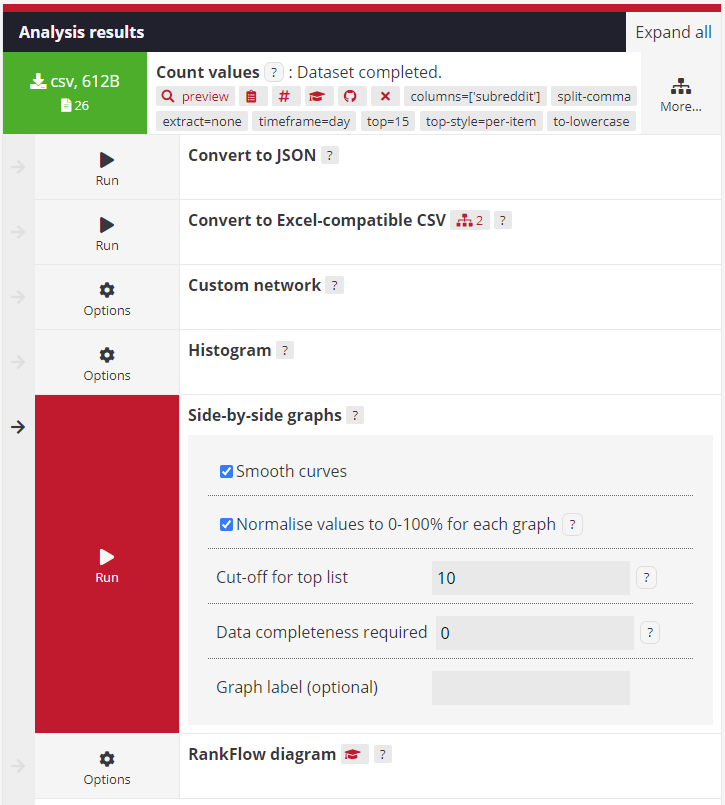 Analysis results
Expand all
csv, 612B
26
Count values ? : Dataset completed.
preview # columns=['subreddit'] split-comma
extract=none timeframe=day top=15 top-style=per-item to-lowercase
More...
Run
Convert to JSON ?
Run
Convert to Excel-compatible CSV 2 ?
Options
Custom network ?
Options
Histogram ?
Side-by-side graphs ?
Run
Smooth curves
Normalise values to 0-100% for each graph ?
Cut-off for top list 10 ?
Data completeness required 0 ?
Graph label (optional)
Options
RankFlow diagram ?